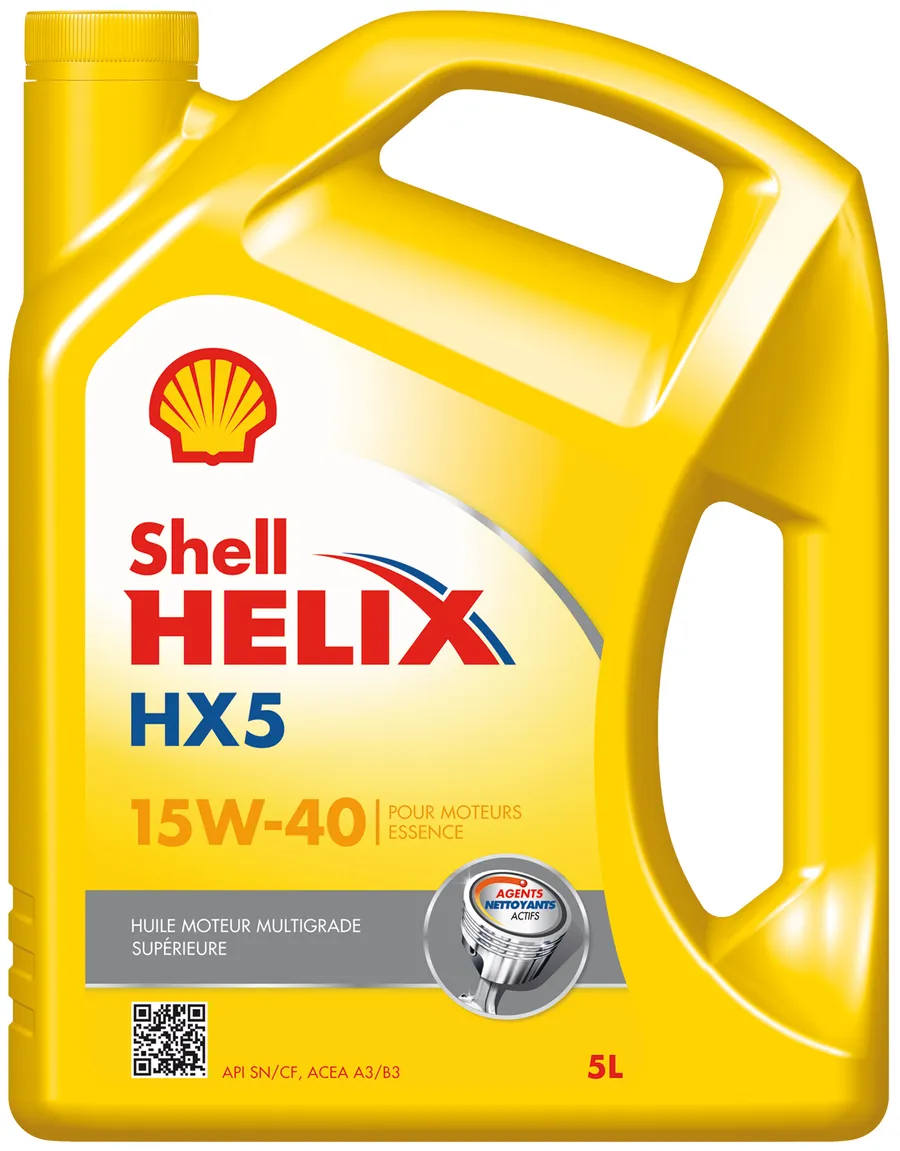 Shell
HELIX
HX5
15W-40
POUR MOTEURS
ESSENCE
AGENTS
NETTOYANTS
ACTIFS
HUILE MOTEUR MULTIGRADE
SUPÉRIEURE
API SN/CF, ACEA A3/B3
5L